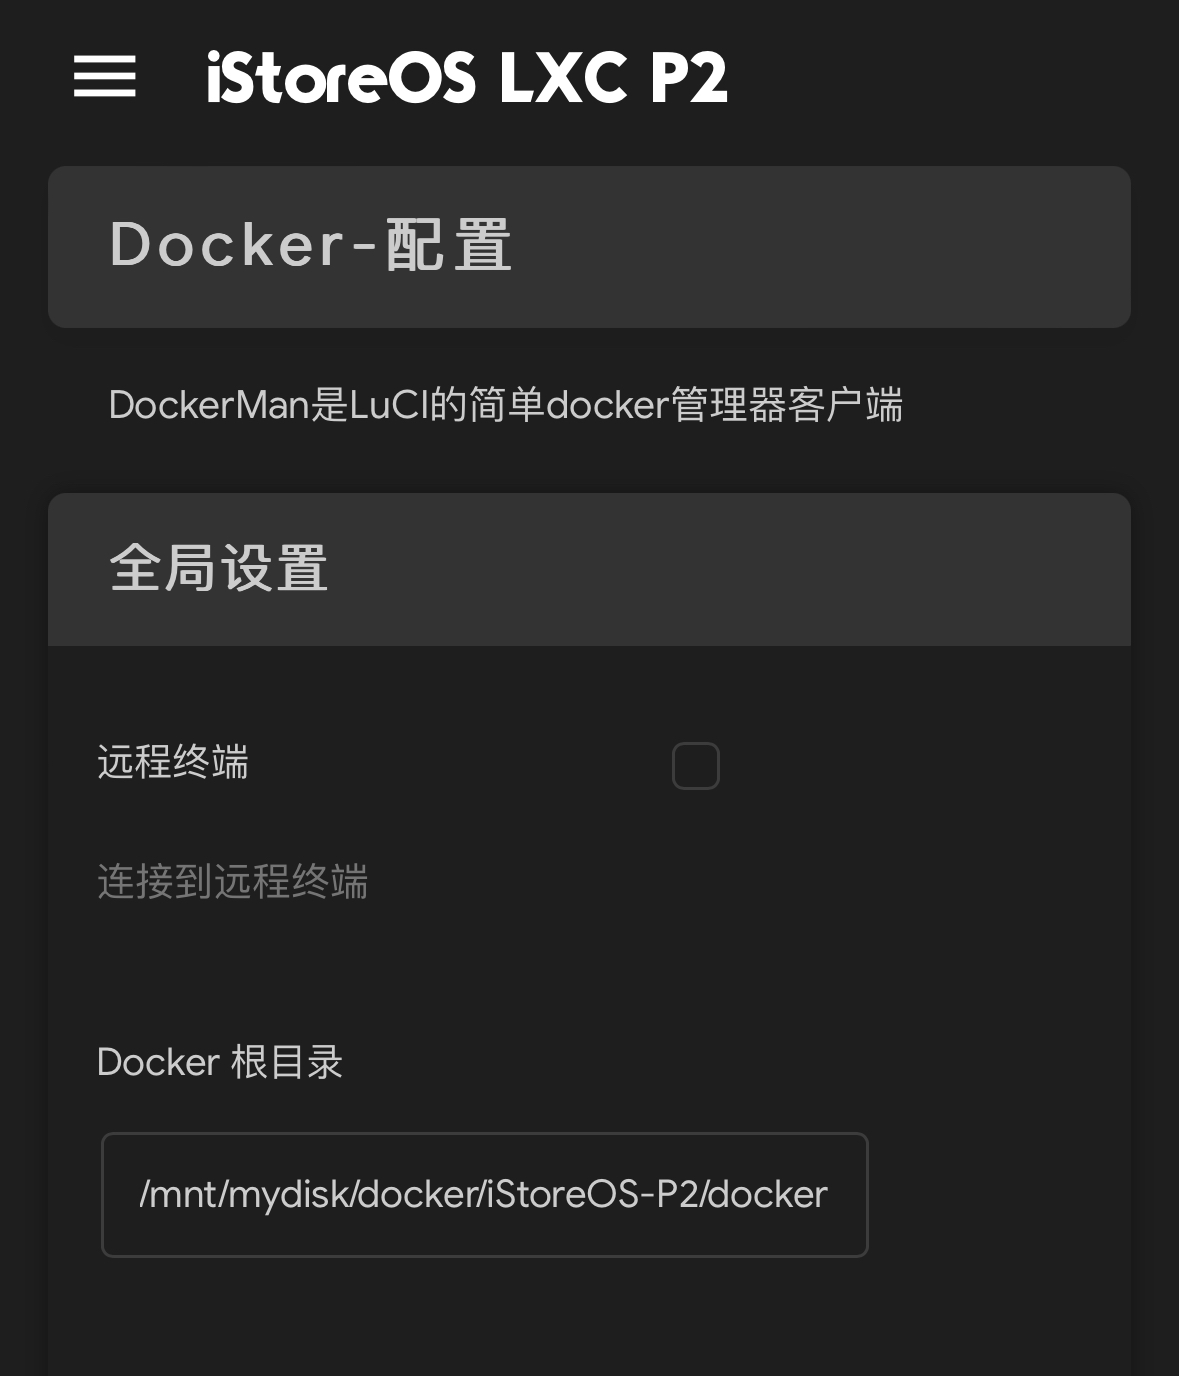 iStoreOS LXC P2
Docker-配置
DockerMan是LuCI的简单docker管理器客户端
全局设置
远程终端
连接到远程终端
Docker 根目录
/mnt/mydisk/docker/iStoreOS-P2/docker